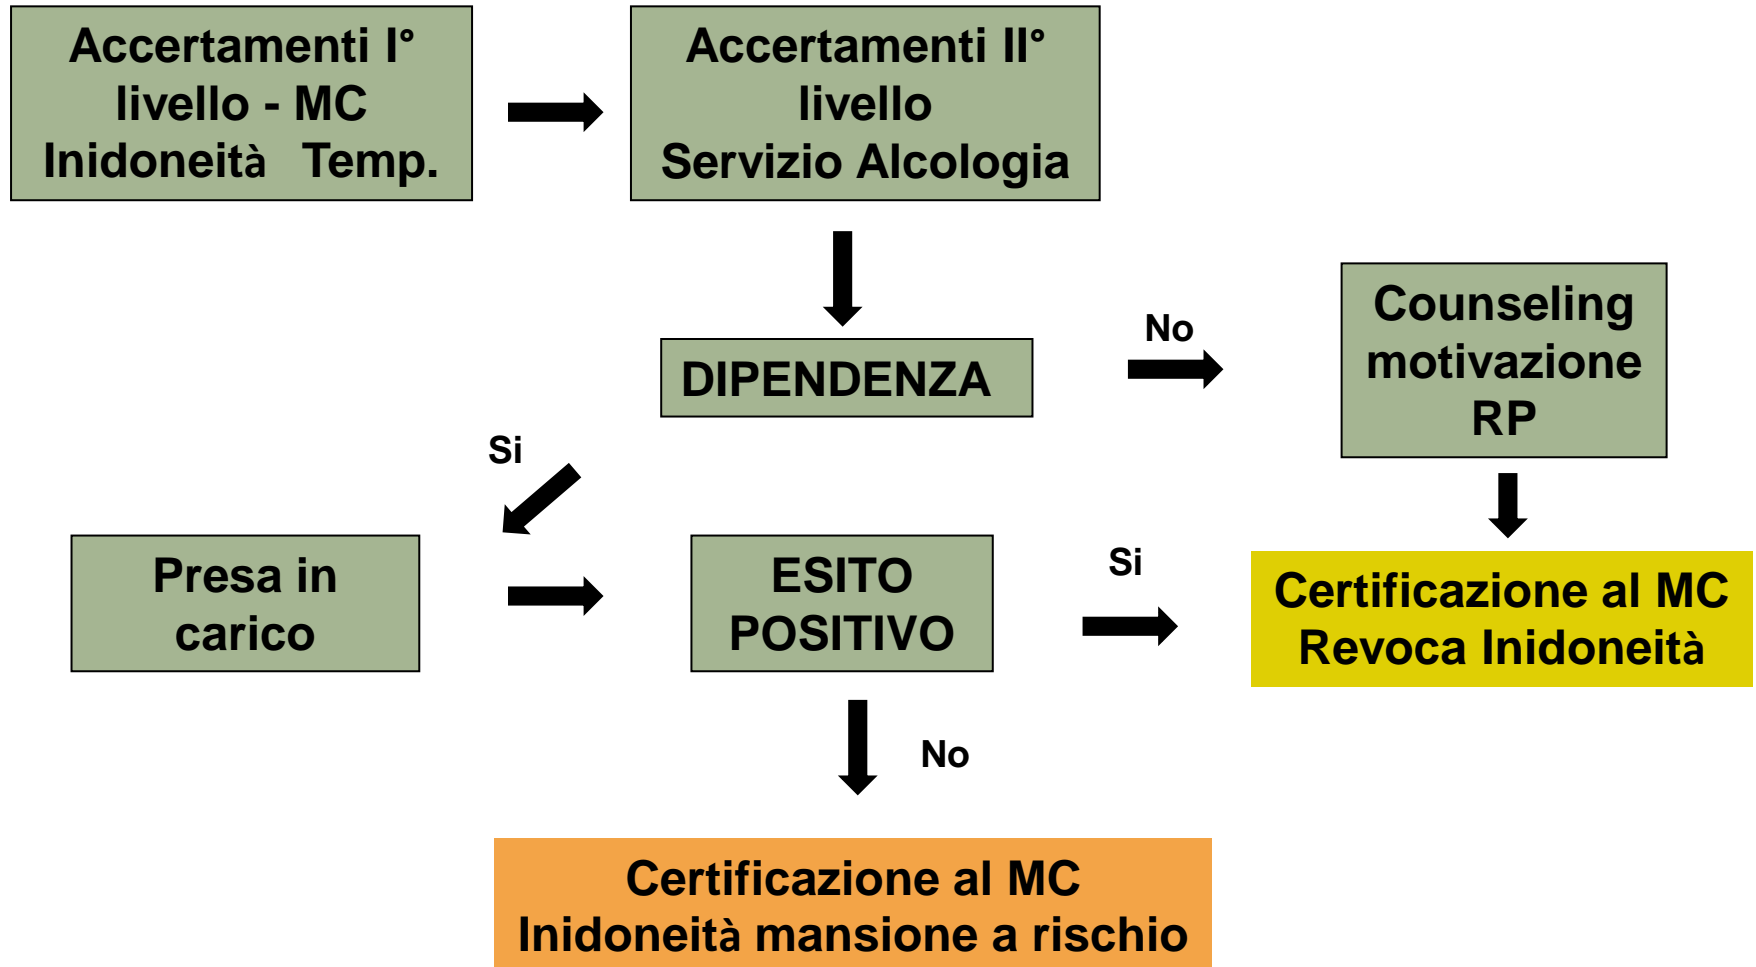 Accertamenti I°
livello - MC
Inidoneità Temp.
Accertamenti II°
livello
Servizio Alcologia
DIPENDENZA
No
Counseling
motivazione
RP
Si
Presa in
carico
ESITO
POSITIVO
Si
Certificazione al MC
Revoca Inidoneità
No
Certificazione al MC
Inidoneità mansione a rischio